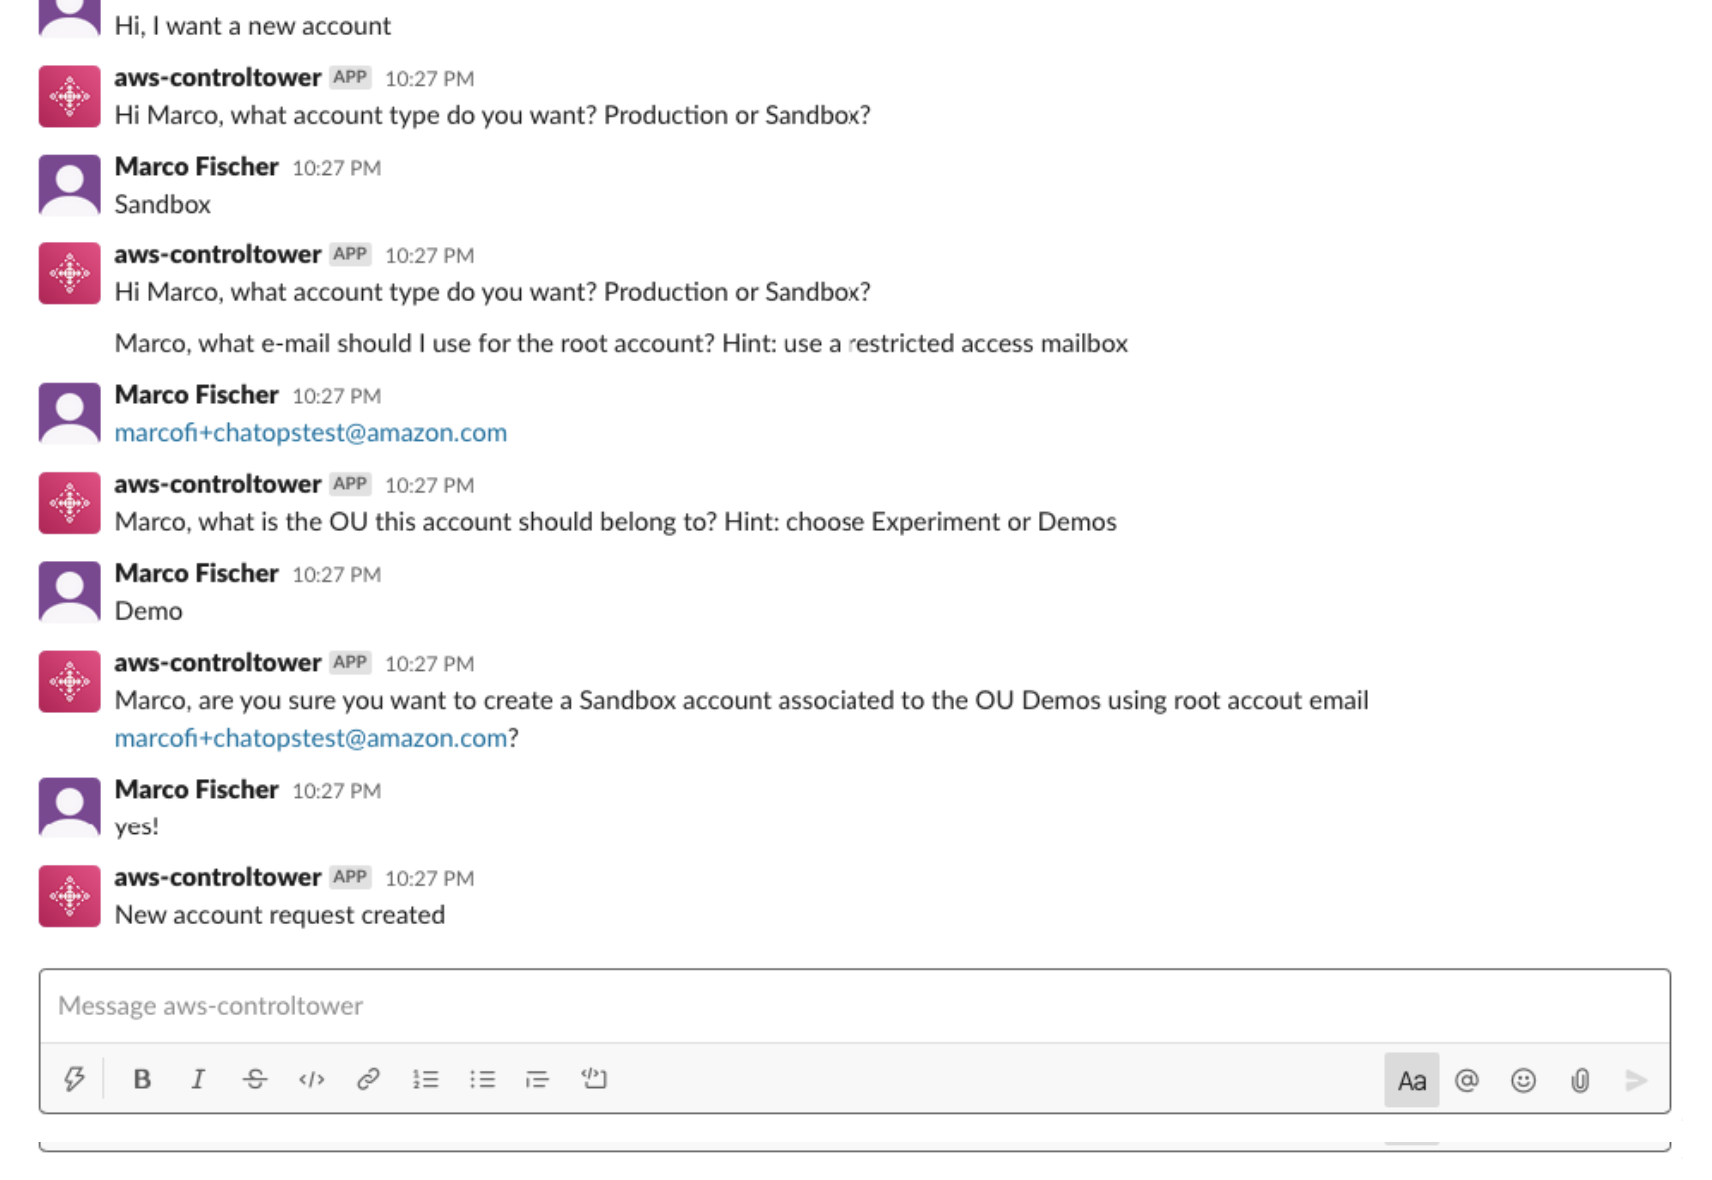 Hi, I want a new account
aws-controltower APP 10:27 PM
Hi Marco, what account type do you want? Production or Sandbox?
Marco Fischer 10:27 PM
Sandbox
aws-controltower APP 10:27 PM
Hi Marco, what account type do you want? Production or Sandbox?
Marco, what e-mail should I use for the root account? Hint: use a restricted access mailbox
Marco Fischer 10:27 PM
marcofi+chatopstest@amazon.com
aws-controltower APP 10:27 PM
Marco, what is the OU this account should belong to? Hint: choose Experiment or Demos
Marco Fischer 10:27 PM
Demo
aws-controltower APP 10:27 PM
Marco, are you sure you want to create a Sandbox account associated to the OU Demos using root accout email
marcofi+chatopstest@amazon.com?
Marco Fischer 10:27 PM
yes!
aws-controltower APP 10:27 PM
New account request created
Message aws-controltower
B I S </> Aa @